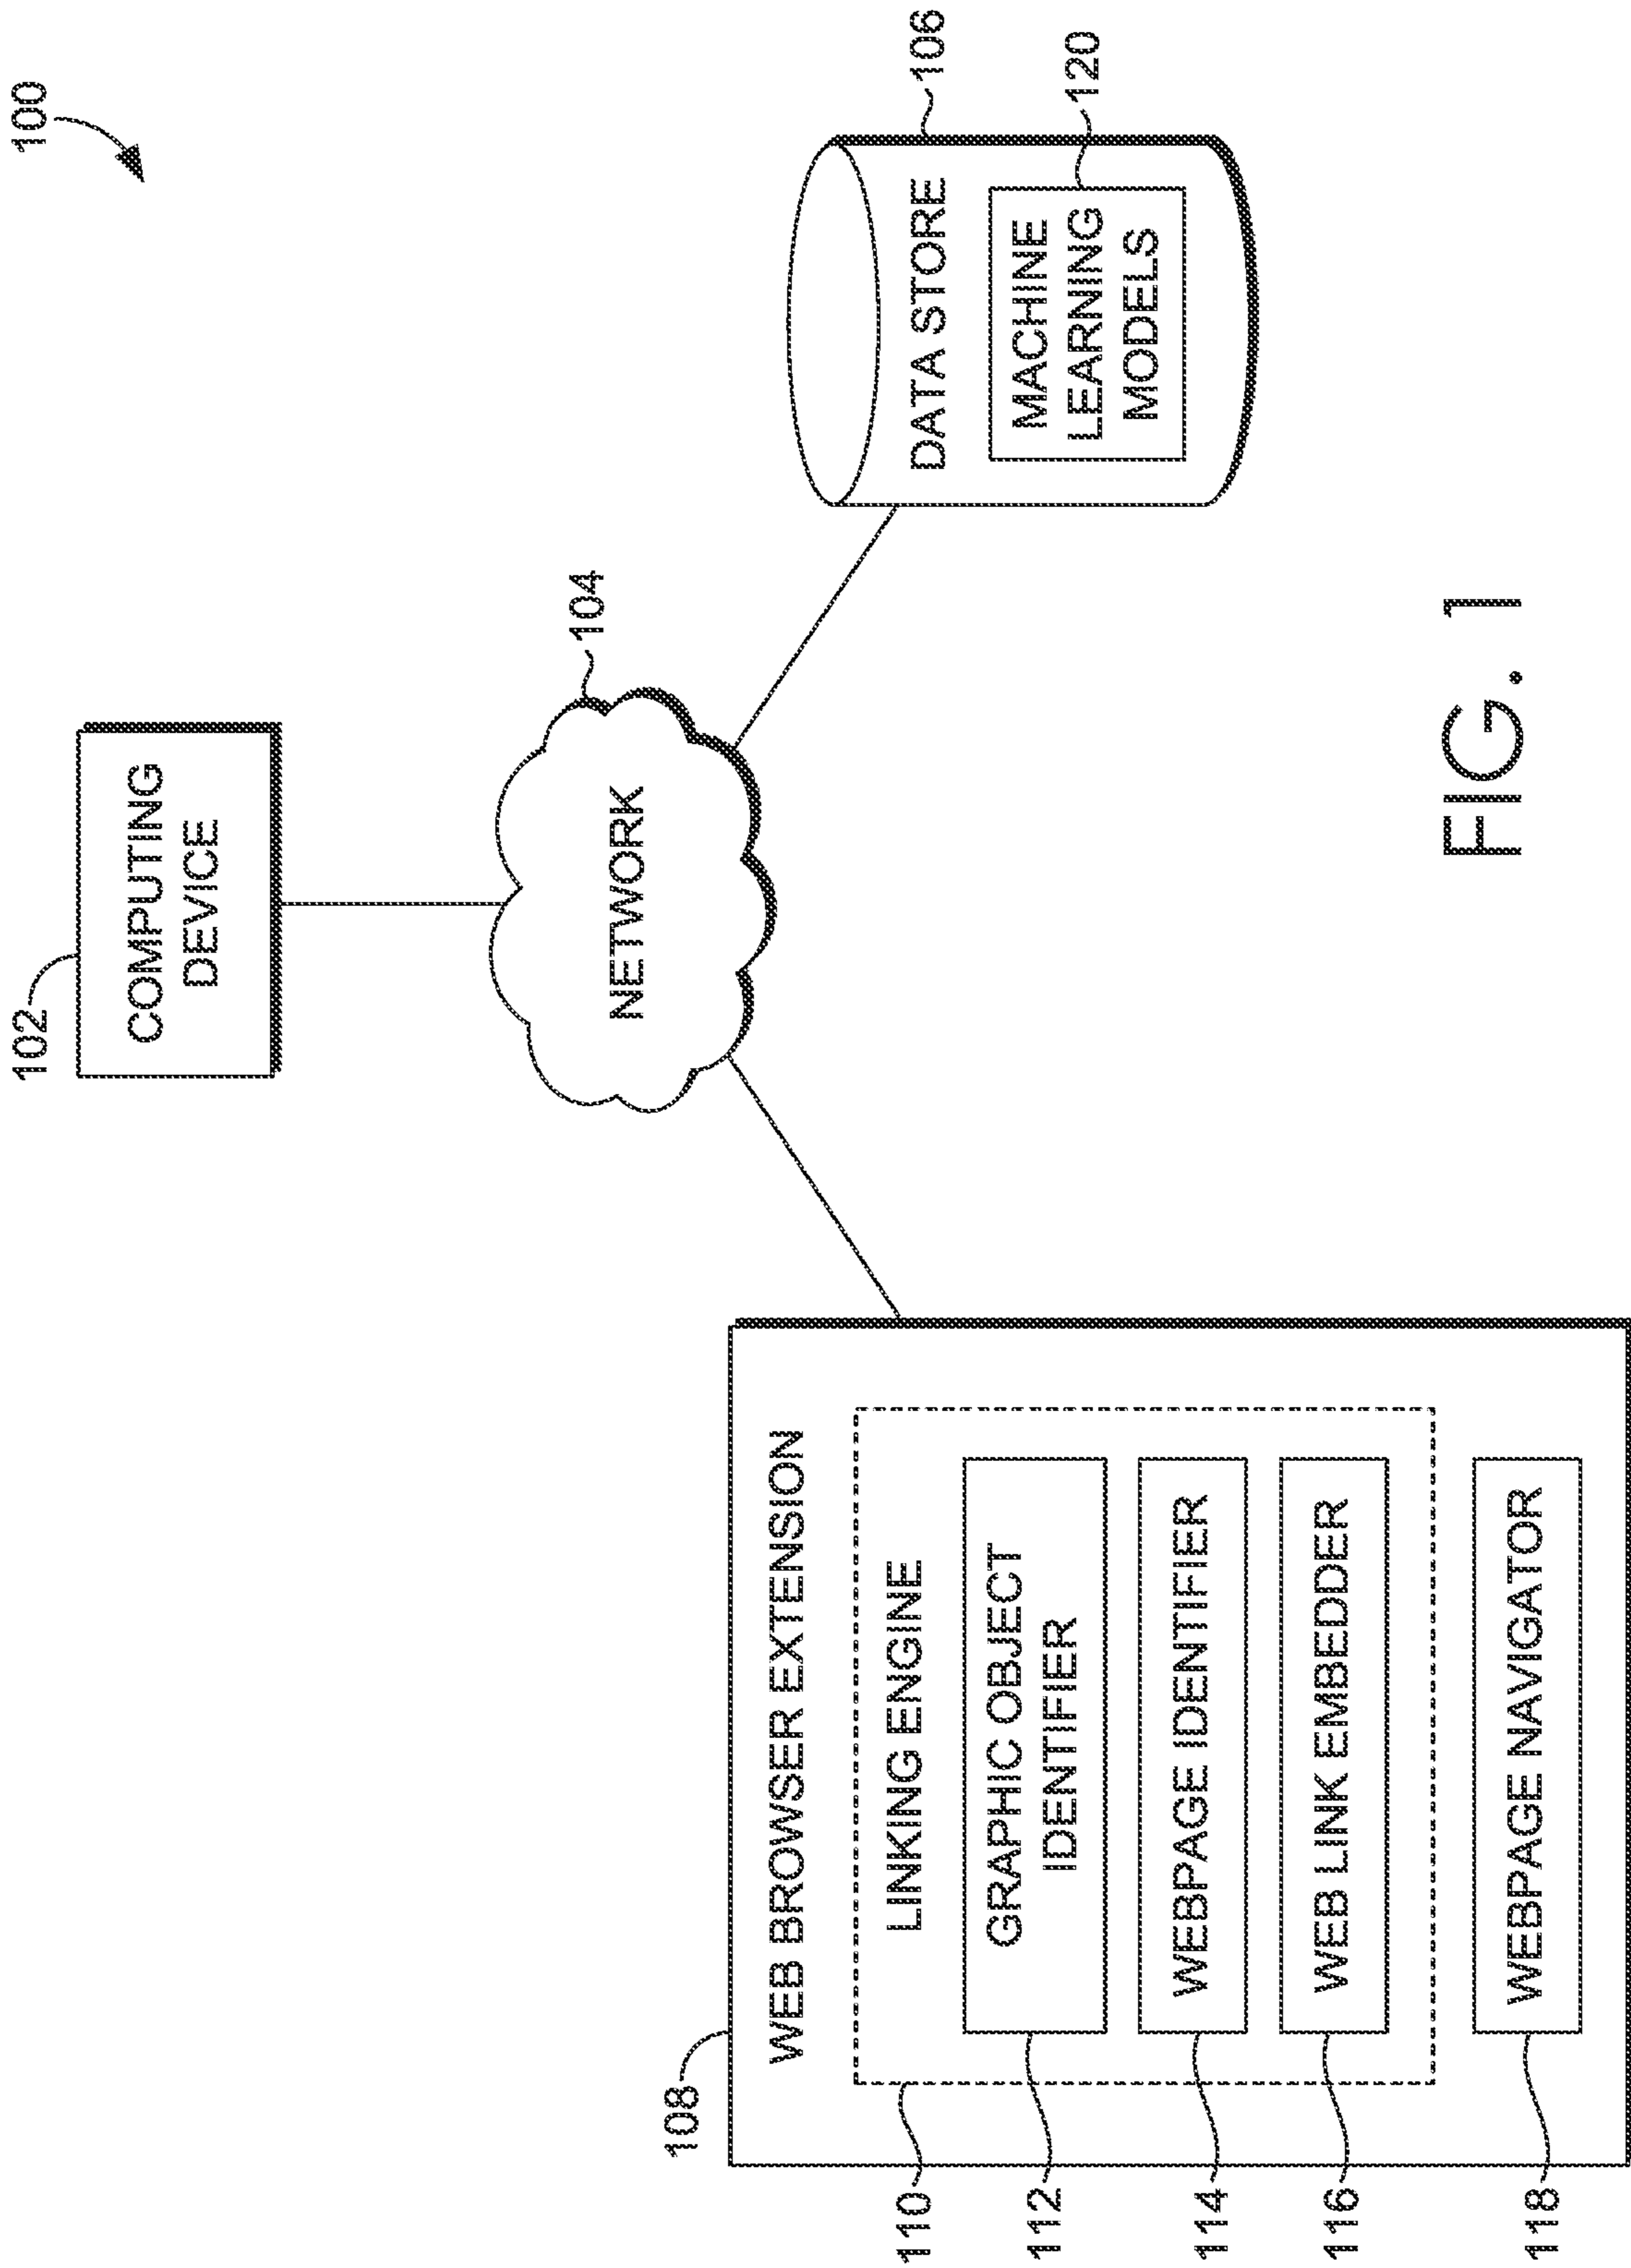 100
102
COMPUTING
DEVICE
104
NETWORK
106
DATA STORE
120
MACHINE
LEARNING
MODELS
108
WEB BROWSER EXTENSION
110
LINKING ENGINE
112
GRAPHIC OBJECT
IDENTIFIER
114
WEBPAGE IDENTIFIER
116
WEB LINK EMBEDDER
118
WEBPAGE NAVIGATOR
FIG. 1